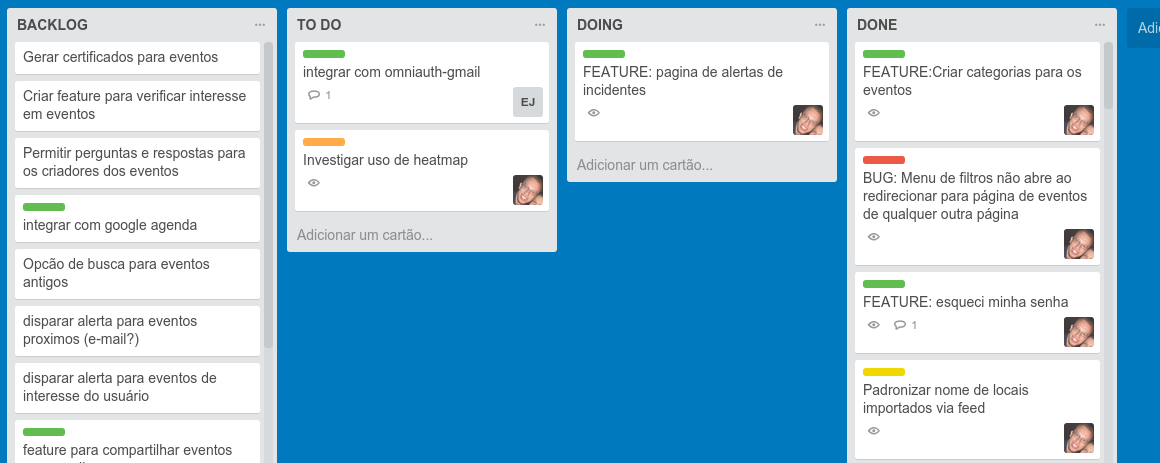 BACKLOG
Gerar certificados para eventos
Criar feature para verificar interesse
em eventos
Permitir perguntas e respostas para
os criadores dos eventos
integrar com google agenda
Opcão de busca para eventos
antigos
disparar alerta para eventos
proximos (e-mail?)
disparar alerta para eventos de
interesse do usuário
feature para compartilhar eventos
TO DO
integrar com omniauth-gmail
1
EJ
Investigar uso de heatmap
Adicionar um cartão...
DOING
FEATURE: pagina de alertas de
incidentes
Adicionar um cartão...
DONE
FEATURE:Criar categorias para os
eventos
BUG: Menu de filtros não abre ao
redirecionar para página de eventos
de qualquer outra página
FEATURE: esqueci minha senha
1
Padronizar nome de locais
importados via feed
Adic